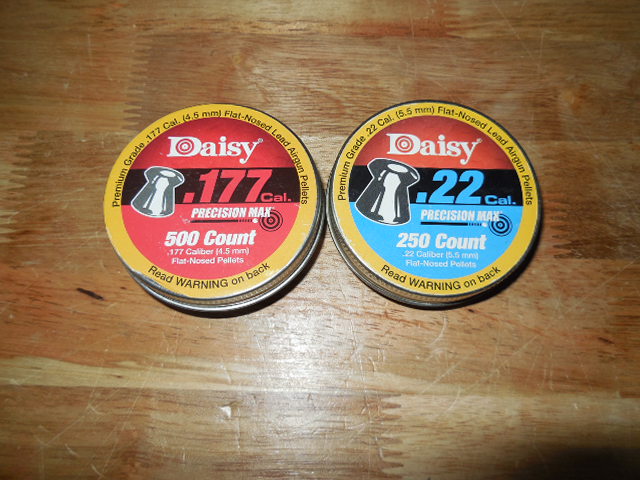 Premium Grade .177 Cal. (4.5 mm) Flat-Nosed Lead Airgun Pellets
Daisy®
.177 Cal.
PRECISION MAX
500 Count
.177 Caliber (4.5 mm)
Flat-Nosed Pellets
Read WARNING on back
Premium Grade .22 Cal. (5.5 mm) Flat-Nosed Lead Airgun Pellets
Daisy®
.22 Cal.
PRECISION MAX
250 Count
.22 Caliber (5.5 mm)
Flat-Nosed Pellets
Read WARNING on back